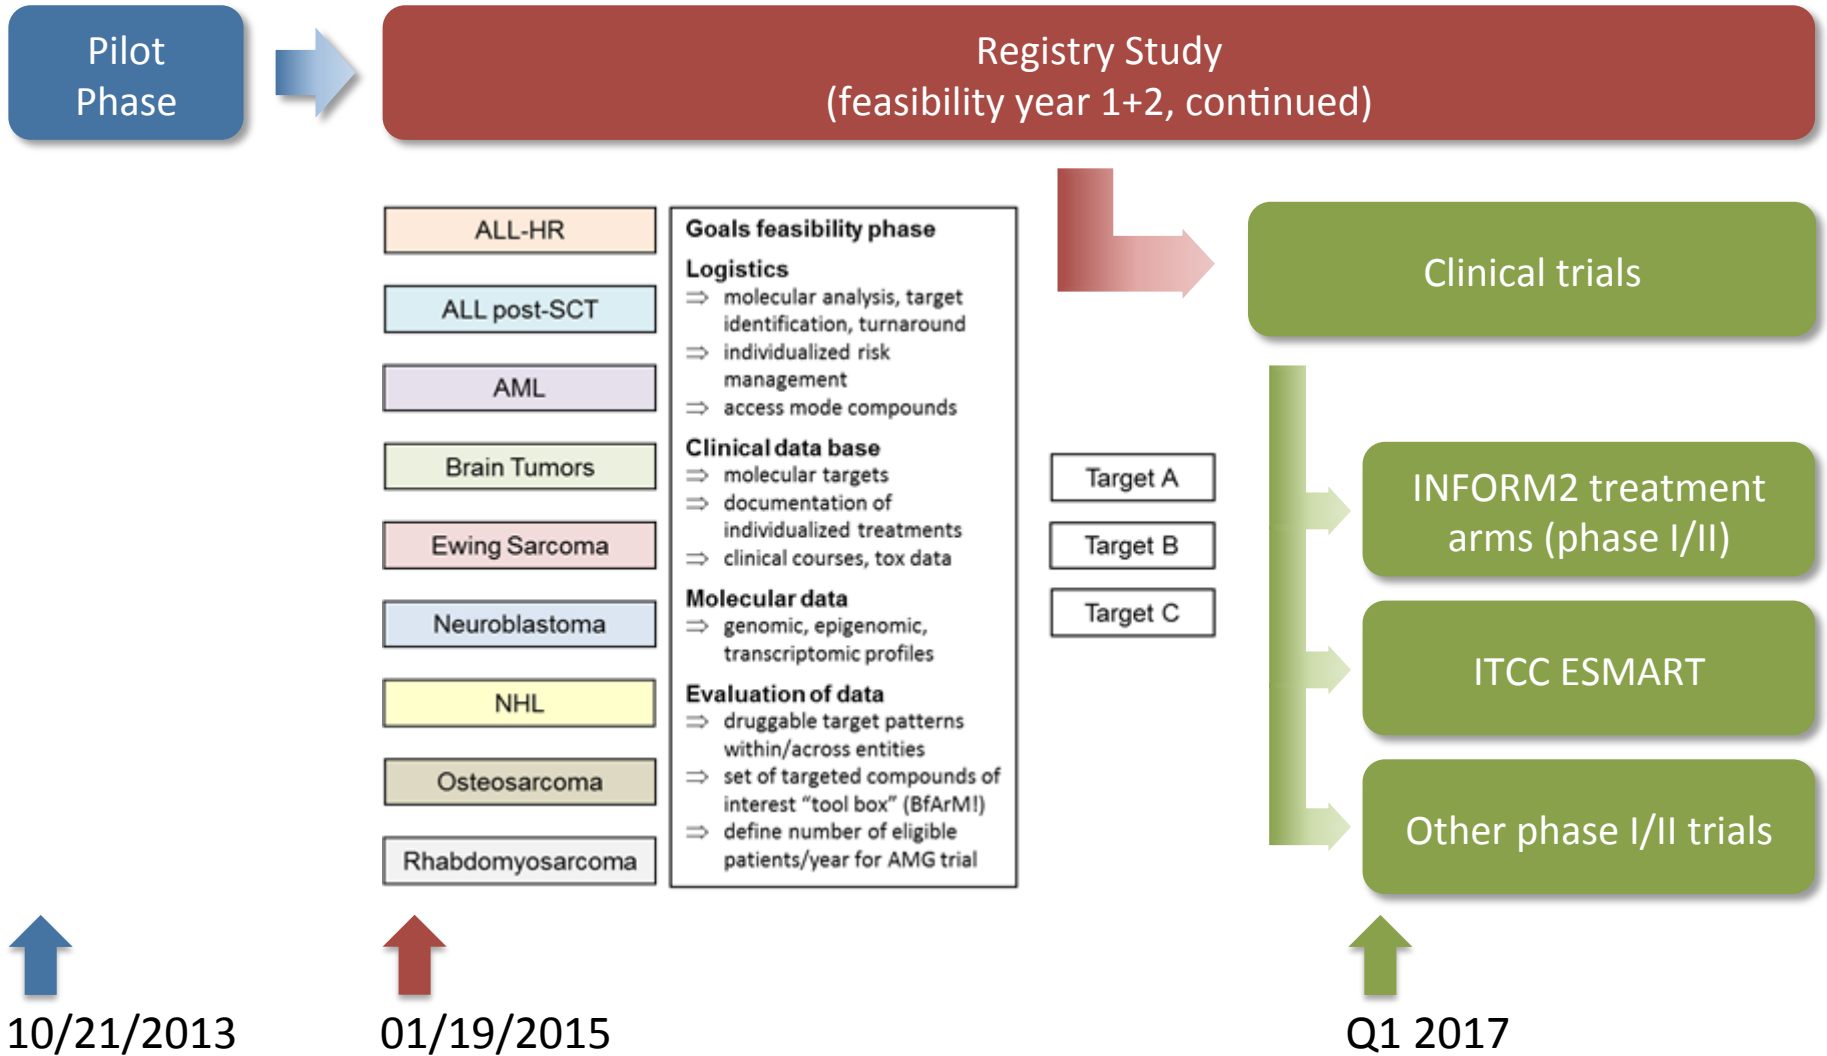 Pilot
Phase
Registry Study
(feasibility year 1+2, continued)
ALL-HR
ALL post-SCT
AML
Brain Tumors
Ewing Sarcoma
Neuroblastoma
NHL
Osteosarcoma
Rhabdomyosarcoma
Goals feasibility phase
Logistics
⇒ molecular analysis, target
identification, turnaround
⇒ individualized risk
management
⇒ access mode compounds
Clinical data base
⇒ molecular targets
⇒ documentation of
individualized treatments
⇒ clinical courses, tox data
Molecular data
⇒ genomic, epigenomic,
transcriptomic profiles
Evaluation of data
⇒ druggable target patterns
within/across entities
⇒ set of targeted compounds of
interest “tool box” (BfArM!)
⇒ define number of eligible
patients/year for AMG trial
Target A
Target B
Target C
Clinical trials
INFORM2 treatment
arms (phase I/II)
ITCC ESMART
Other phase I/II trials
10/21/2013
01/19/2015
Q1 2017